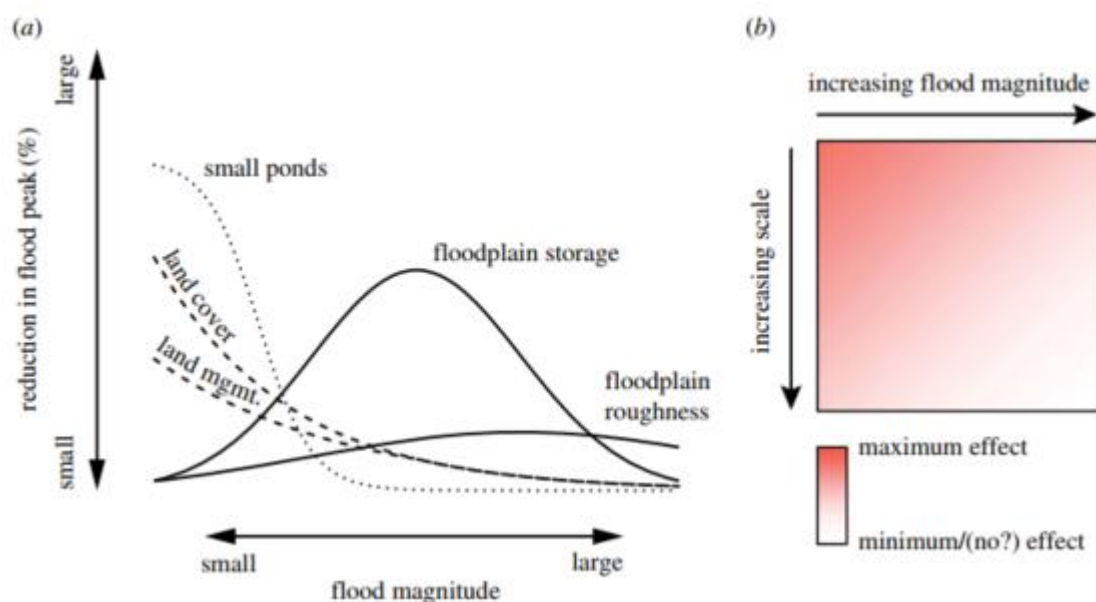 (a)
large
reduction in flood peak (%)
small
small ponds
land cover
land mgmt.
floodplain storage
floodplain
roughness
small
large
flood magnitude
(b)
increasing flood magnitude
increasing scale
maximum effect
minimum/(no?) effect